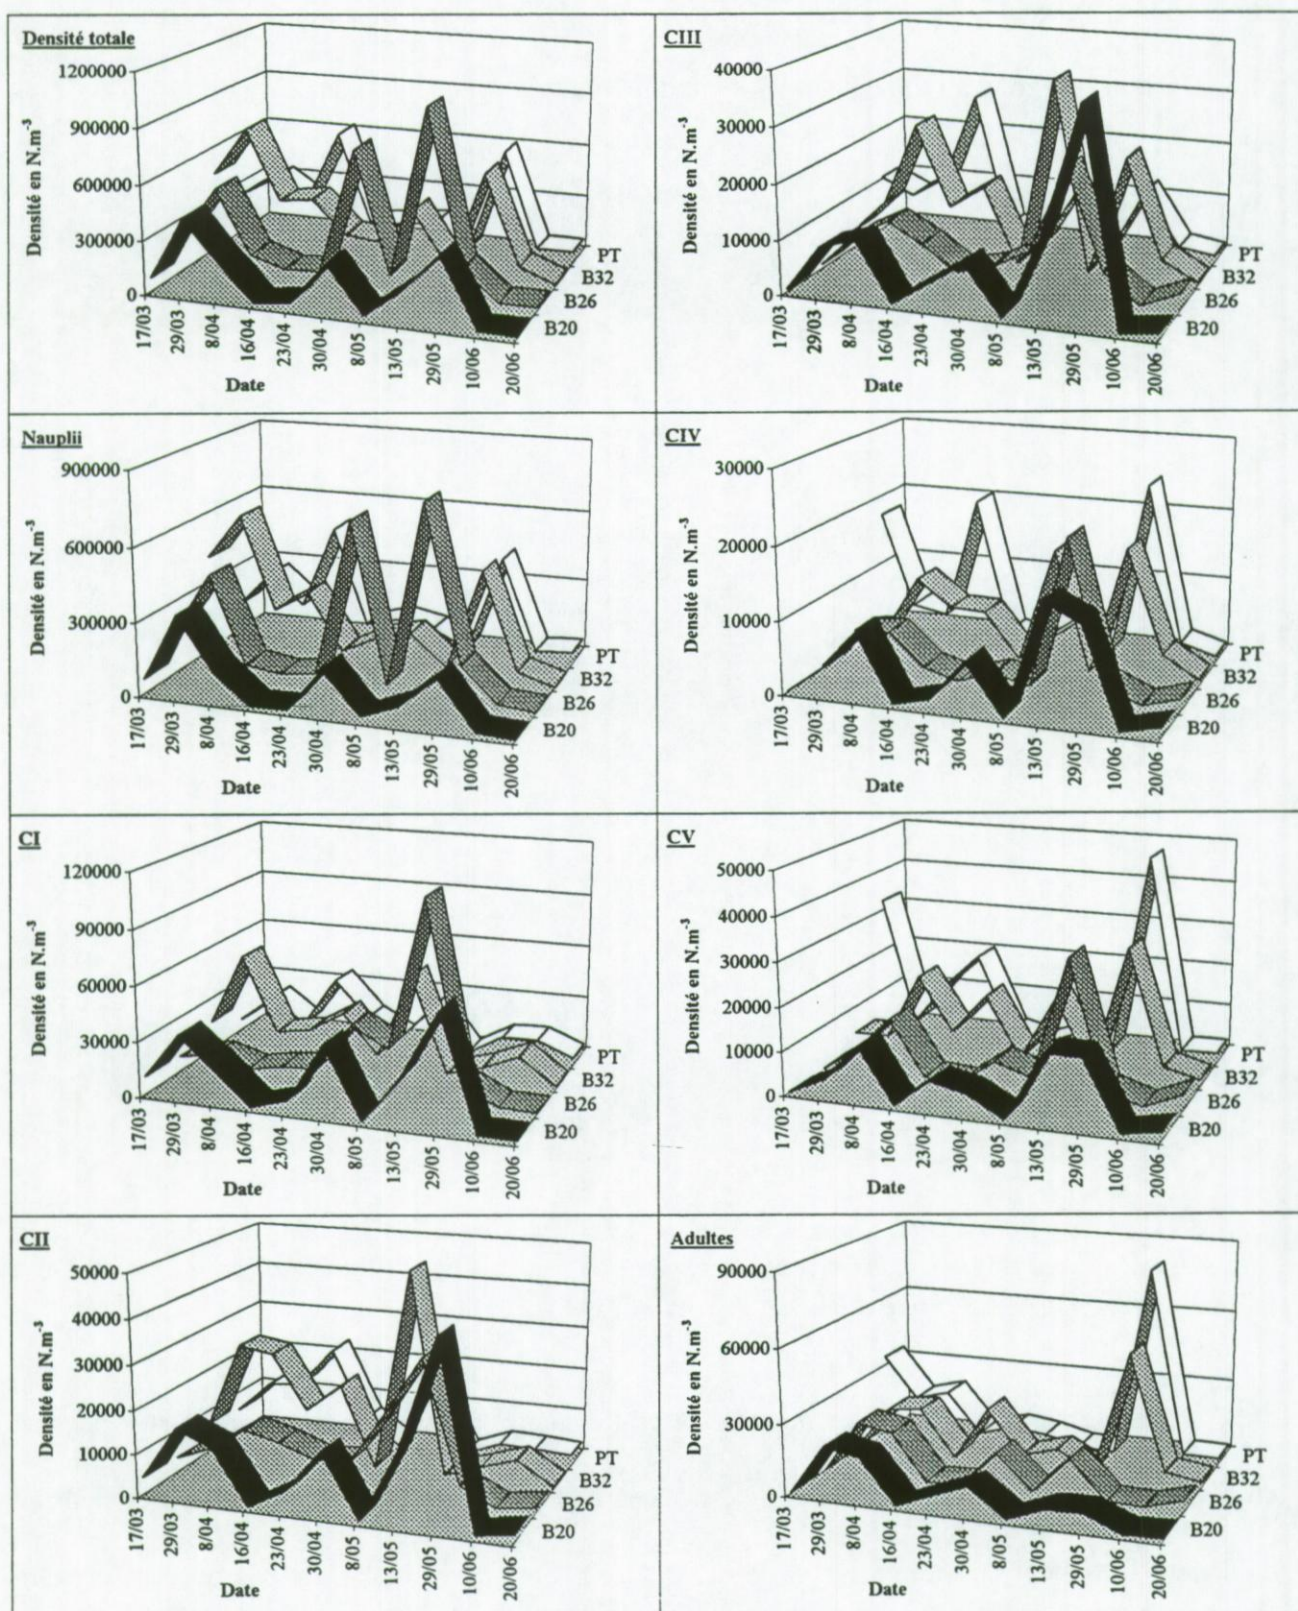 Densité totale
1200000
900000
600000
300000
0
Densité en N.m⁻³
17/03
29/03
8/04
16/04
23/04
30/04
8/05
13/05
29/05
10/06
20/06
Date
PT
B32
B26
B20
CIII
40000
30000
20000
10000
0
Densité en N.m⁻³
17/03
29/03
8/04
16/04
23/04
30/04
8/05
13/05
29/05
10/06
20/06
Date
PT
B32
B26
B20
Nauplii
900000
600000
300000
0
Densité en N.m⁻³
17/03
29/03
8/04
16/04
23/04
30/04
8/05
13/05
29/05
10/06
20/06
Date
PT
B32
B26
B20
CIV
30000
20000
10000
0
Densité en N.m⁻³
17/03
29/03
8/04
16/04
23/04
30/04
8/05
13/05
29/05
10/06
20/06
Date
PT
B32
B26
B20
CI
120000
90000
60000
30000
0
Densité en N.m⁻³
17/03
29/03
8/04
16/04
23/04
30/04
8/05
13/05
29/05
10/06
20/06
Date
PT
B32
B26
B20
CV
50000
40000
30000
20000
10000
0
Densité en N.m⁻³
17/03
29/03
8/04
16/04
23/04
30/04
8/05
13/05
29/05
10/06
20/06
Date
PT
B32
B26
B20
CII
50000
40000
30000
20000
10000
0
Densité en N.m⁻³
17/03
29/03
8/04
16/04
23/04
30/04
8/05
13/05
29/05
10/06
20/06
Date
PT
B32
B26
B20
Adultes
90000
60000
30000
0
Densité en N.m⁻³
17/03
29/03
8/04
16/04
23/04
30/04
8/05
13/05
29/05
10/06
20/06
Date
PT
B32
B26
B20